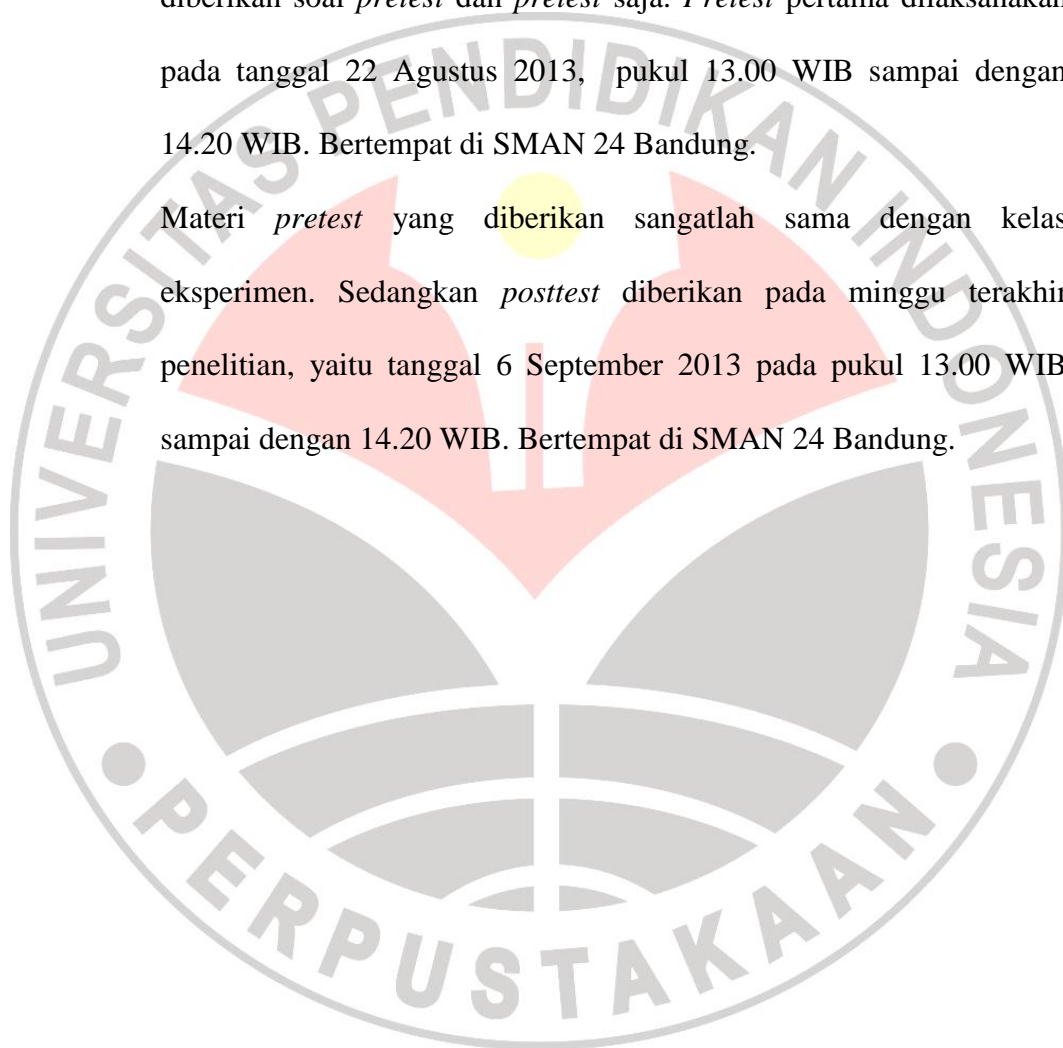 diberikan soal pretest dan pretest saja. Pretest pertama dilaksanakan
pada tanggal 22 Agustus 2013, pukul 13.00 WIB sampai dengan
14.20 WIB. Bertempat di SMAN 24 Bandung.
Materi pretest yang diberikan sangatlah sama dengan kelas
eksperimen. Sedangkan posttest diberikan pada minggu terakhir
penelitian, yaitu tanggal 6 September 2013 pada pukul 13.00 WIB
sampai dengan 14.20 WIB. Bertempat di SMAN 24 Bandung.
UNIVERSITAS PENDIDIKAN INDONESIA
PERPUSTAKAAN